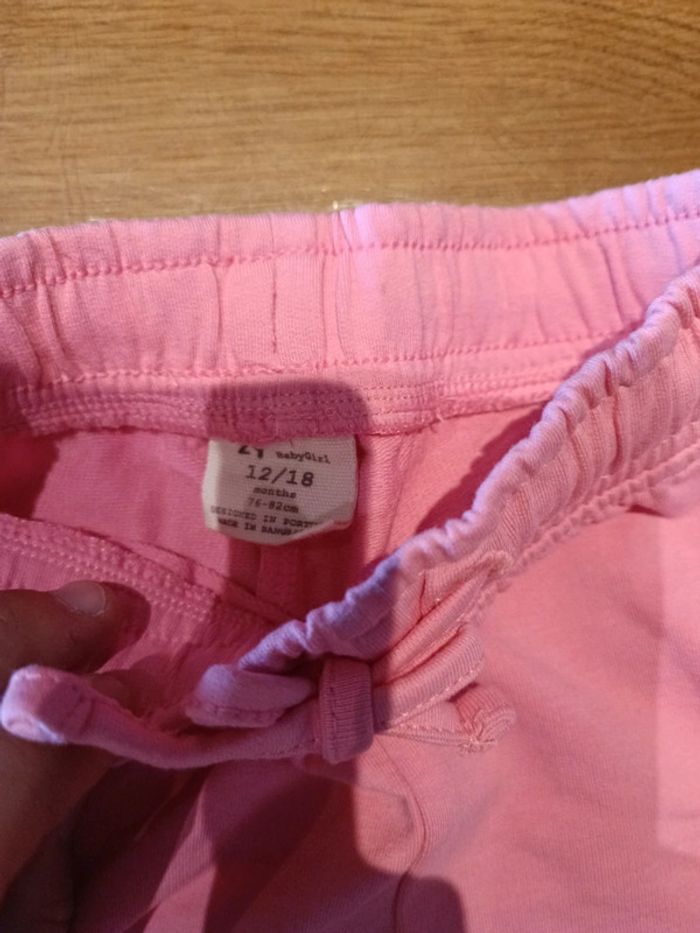 BabyGirl
12/18
months
76-82cm
DESIGNED IN
MADE IN